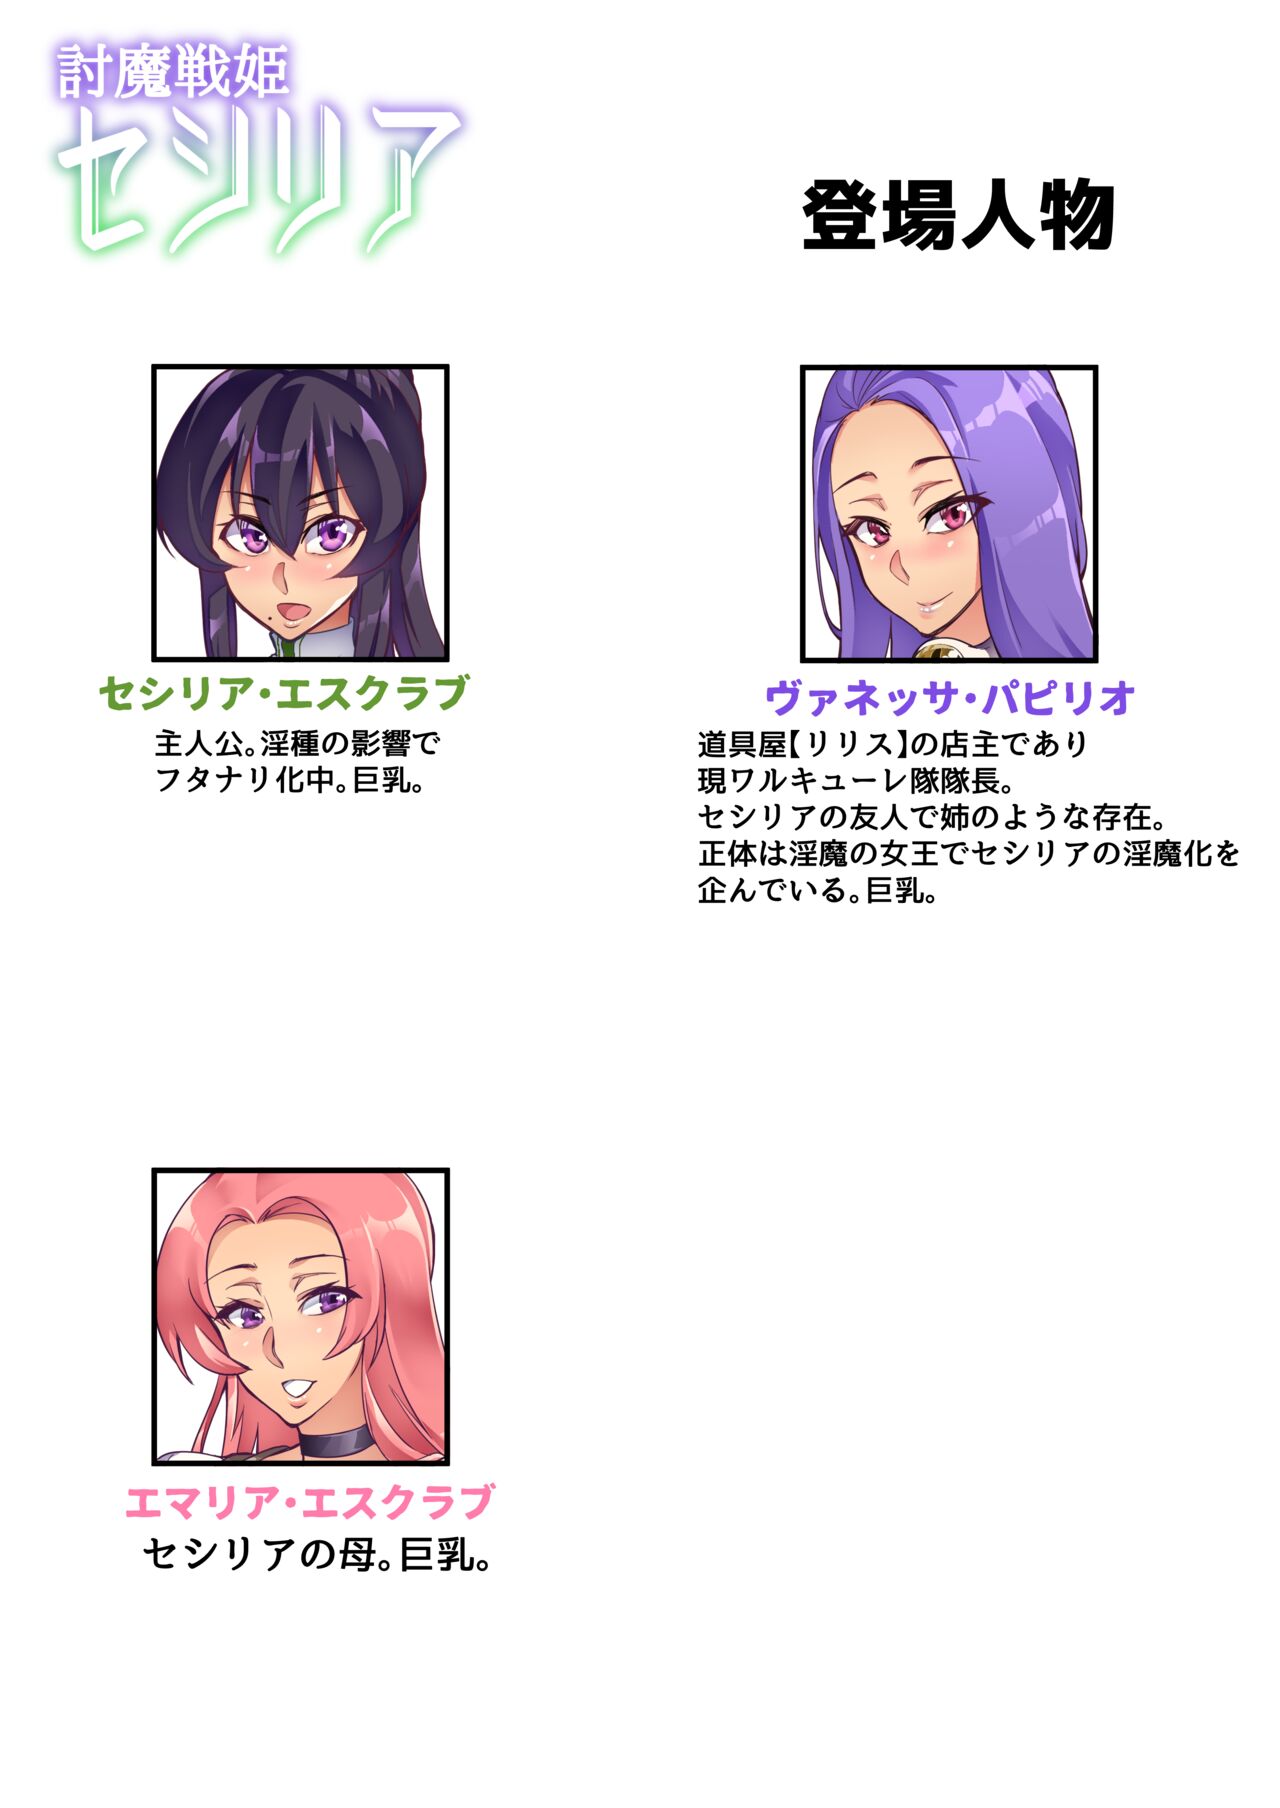 討魔戦姫
セシリア
登場人物
セシリア・エスクラブ
主人公。淫種の影響で
フタナリ化中。巨乳。
ヴァネッサ・パピリオ
道具屋【リリス】の店主であり
現ワルキューレ隊隊長。
セシリアの友人で姉のような存在。
正体は淫魔の女王でセシリアの淫魔化を
企んでいる。巨乳。
エマリア・エスクラブ
セシリアの母。巨乳。